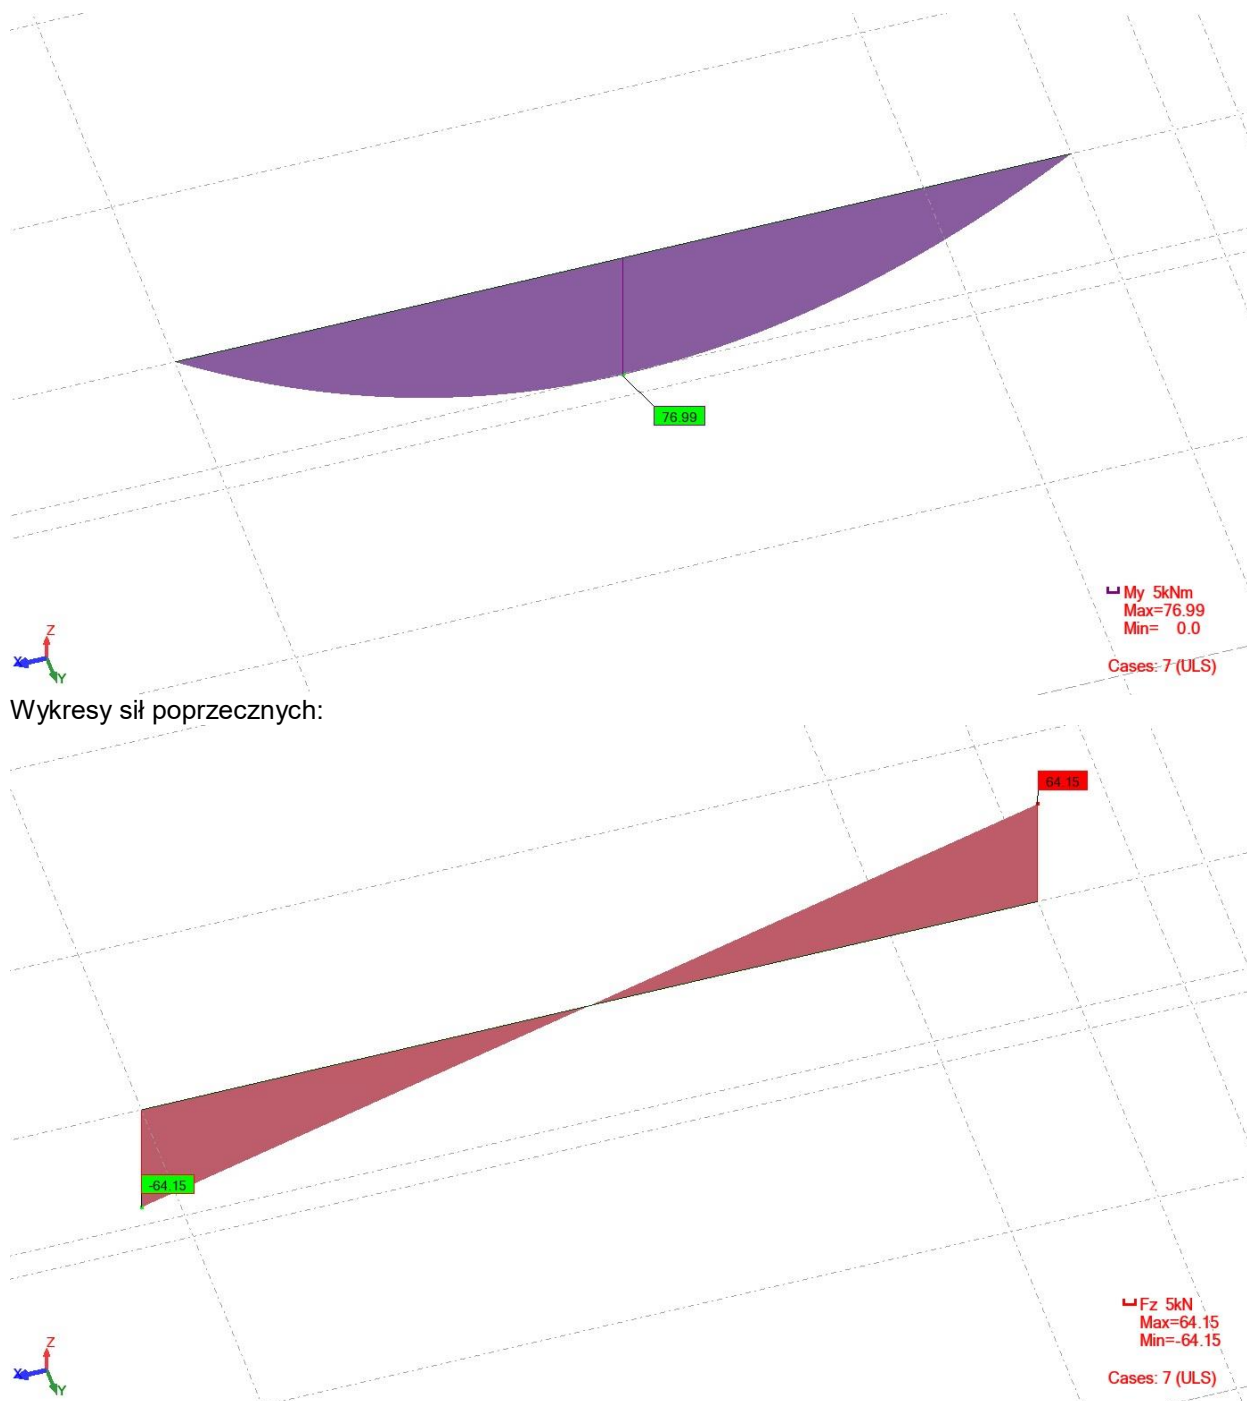 76.99
My 5kNm
Max=76.99
Min= 0.0
Cases: 7 (ULS)
Z
X
Y
Wykresy sił poprzecznych:
64.15
-64.15
Fz 5kN
Max=64.15
Min=-64.15
Cases: 7 (ULS)
Z
X
Y